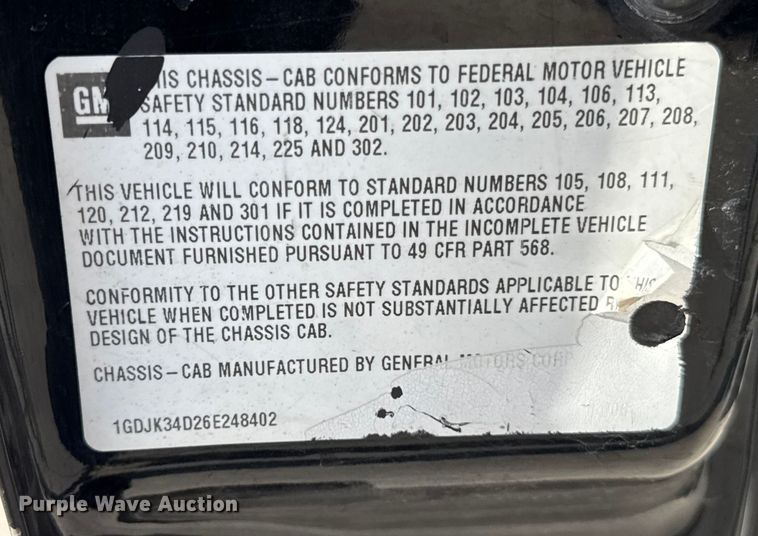 GM
THIS CHASSIS-CAB CONFORMS TO FEDERAL MOTOR VEHICLE
SAFETY STANDARD NUMBERS 101, 102, 103, 104, 106, 113,
114, 115, 116, 118, 124, 201, 202, 203, 204, 205, 206, 207, 208,
209, 210, 214, 225 AND 302.
THIS VEHICLE WILL CONFORM TO STANDARD NUMBERS 105, 108, 111,
120, 212, 219 AND 301 IF IT IS COMPLETED IN ACCORDANCE
WITH THE INSTRUCTIONS CONTAINED IN THE INCOMPLETE VEHICLE
DOCUMENT FURNISHED PURSUANT TO 49 CFR PART 568.
CONFORMITY TO THE OTHER SAFETY STANDARDS APPLICABLE TO THIS
VEHICLE WHEN COMPLETED IS NOT SUBSTANTIALLY AFFECTED
DESIGN OF THE CHASSIS CAB.
CHASSIS-CAB MANUFACTURED BY GENERAL MOTORS CORP
1GDJK34D26E248402
Purple Wave Auction